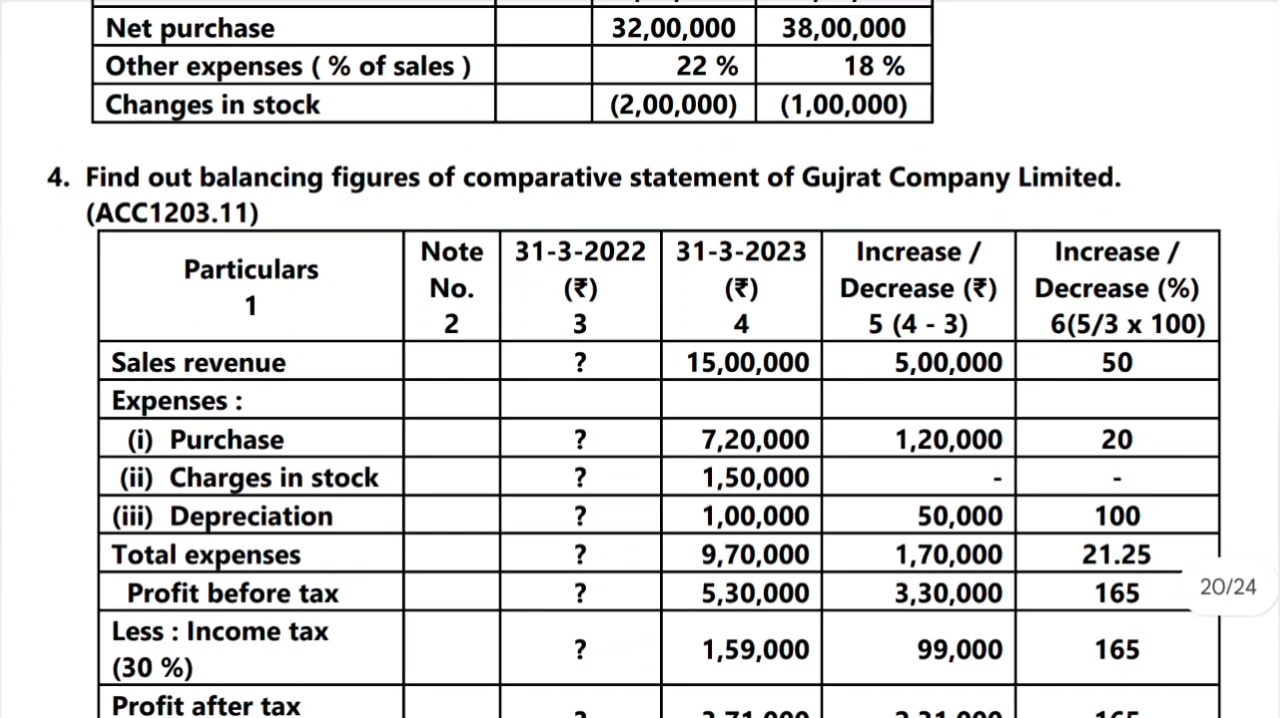 Net purchase 32,00,000 38,00,000
Other expenses ( % of sales ) 22 % 18 %
Changes in stock (2,00,000) (1,00,000)
4. Find out balancing figures of comparative statement of Gujrat Company Limited.
(ACC1203.11)
Particulars 1 Note No. 2 31-3-2022 (₹) 3 31-3-2023 (₹) 4 Increase / Decrease (₹) 5 (4 - 3) Increase / Decrease (%) 6(5/3 x 100)
Sales revenue ? 15,00,000 5,00,000 50
Expenses :
(i) Purchase ? 7,20,000 1,20,000 20
(ii) Charges in stock ? 1,50,000 - -
(iii) Depreciation ? 1,00,000 50,000 100
Total expenses ? 9,70,000 1,70,000 21.25
Profit before tax ? 5,30,000 3,30,000 165
20/24
Less : Income tax
(30 %) ? 1,59,000 99,000 165
Profit after tax